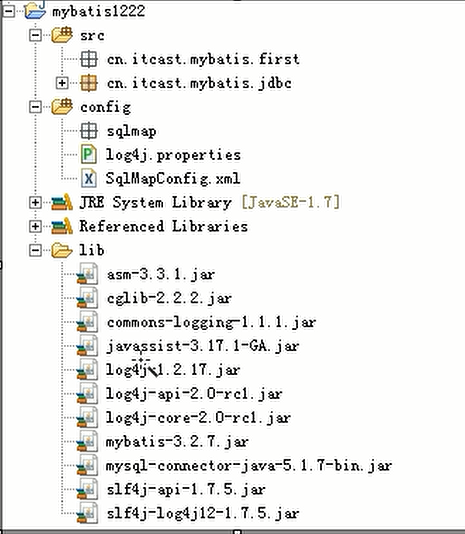 mybatis1222
src
cn.itcast.mybatis.first
cn.itcast.mybatis.jdbc
config
sqlmap
log4j.properties
SqlMapConfig.xml
JRE System Library [JavaSE-1.7]
Referenced Libraries
lib
asm-3.3.1.jar
cglib-2.2.2.jar
commons-logging-1.1.1.jar
javassist-3.17.1-GA.jar
log4j-1.2.17.jar
log4j-api-2.0-rc1.jar
log4j-core-2.0-rc1.jar
mybatis-3.2.7.jar
mysql-connector-java-5.1.7-bin.jar
slf4j-api-1.7.5.jar
slf4j-log4j12-1.7.5.jar